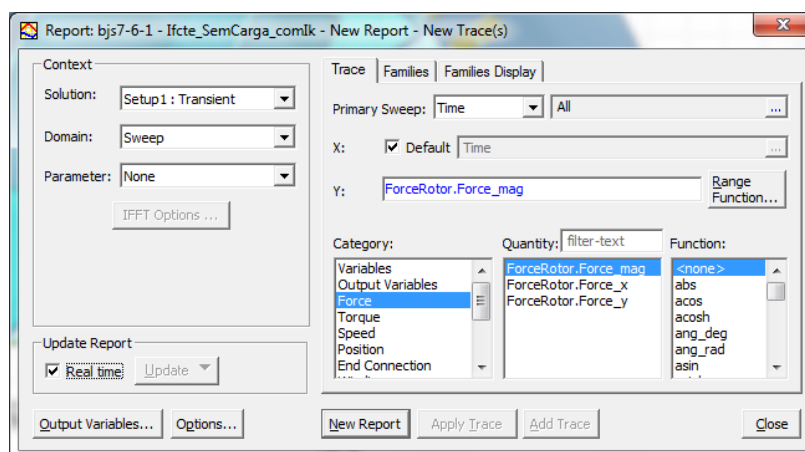 Report: bjs7-6-1 - Ifcte_SemCarga_comIk - New Report - New Trace(s)
Context
Solution: Setup1 : Transient
Domain: Sweep
Parameter: None
IFFT Options ...
Update Report
Real time Update
Output Variables... Options...
Trace Families Families Display
Primary Sweep: Time All ...
X: Default Time ...
Y: ForceRotor.Force_mag Range Function...
Category: Quantity: filter-text Function:
Variables ForceRotor.Force_mag <none>
Output Variables ForceRotor.Force_x abs
Force ForceRotor.Force_y acos
Torque acosh
Speed ang_deg
Position ang_rad
End Connection asin
New Report Apply Trace Add Trace Close